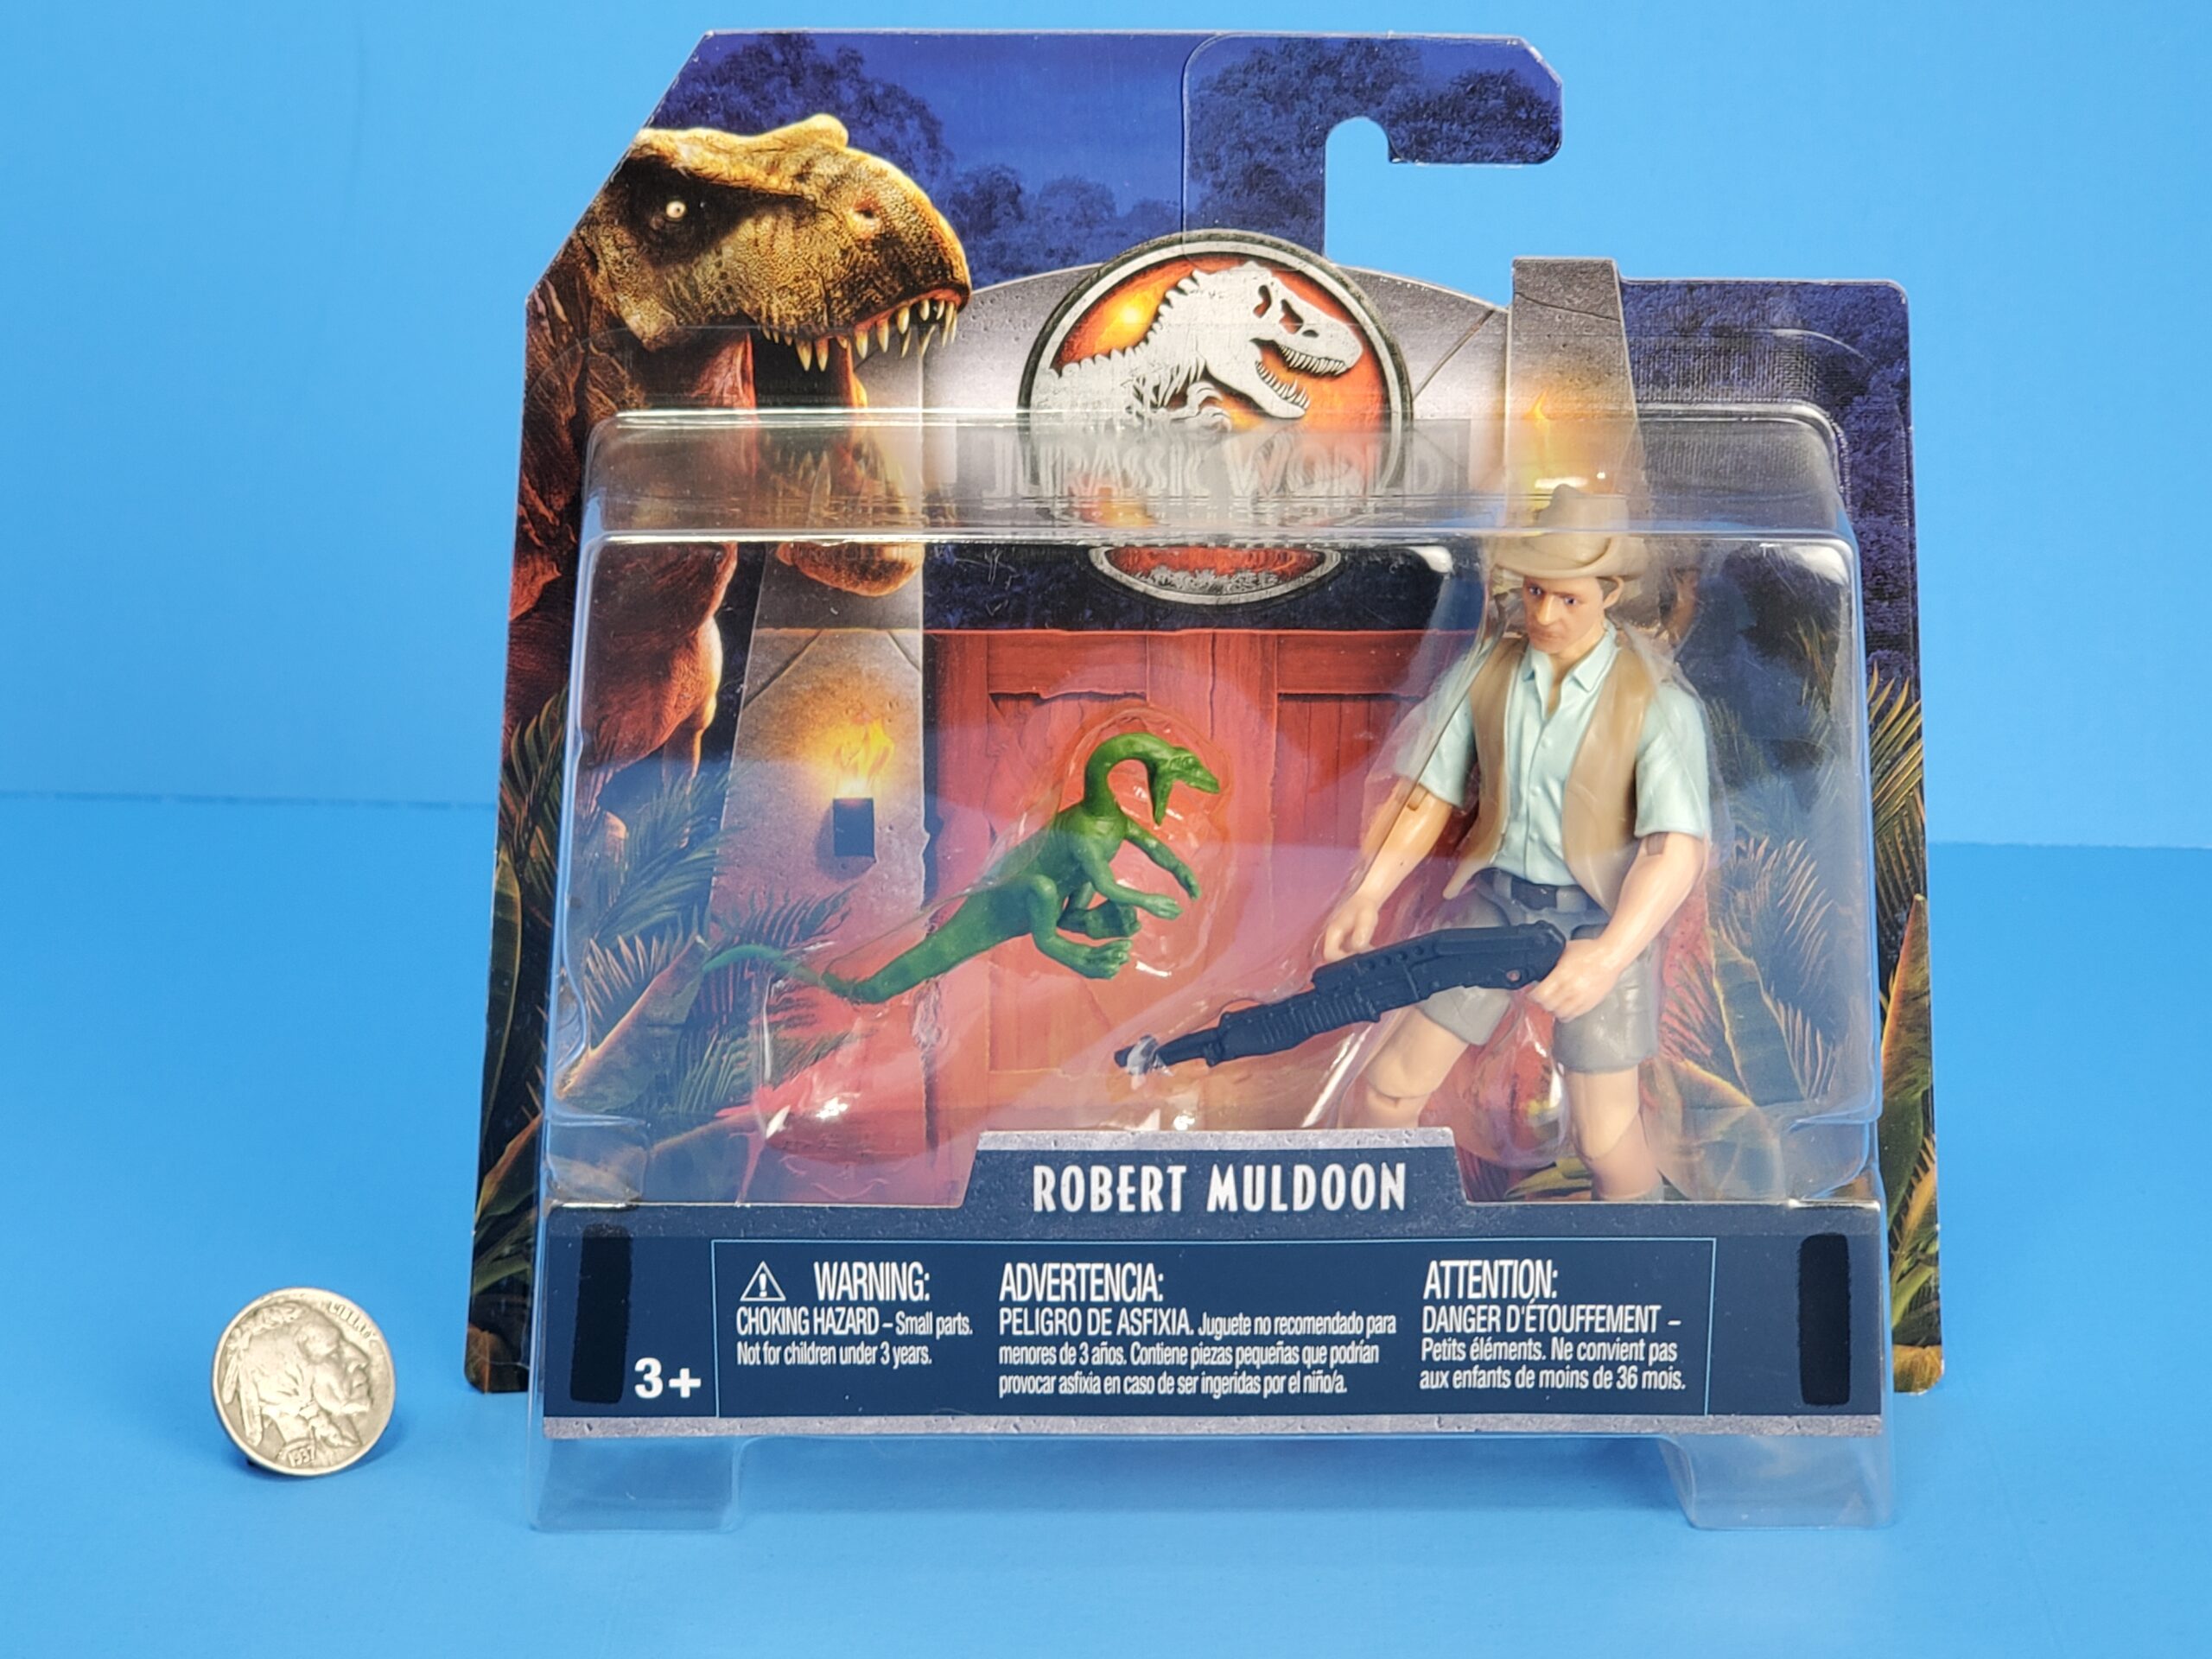 JURASSIC WORLD
ROBERT MULDOON
WARNING:
CHOKING HAZARD – Small parts.
Not for children under 3 years.
ADVERTENCIA:
PELIGRO DE ASFIXIA. Juguete no recomendado para
menores de 3 años. Contiene piezas pequeñas que podrían
provocar asfixia en caso de ser ingeridas por el niño/a.
ATTENTION:
DANGER D'ÉTOUFFEMENT –
Petits éléments. Ne convient pas
aux enfants de moins de 36 mois.
3+
LIBERTY
1937